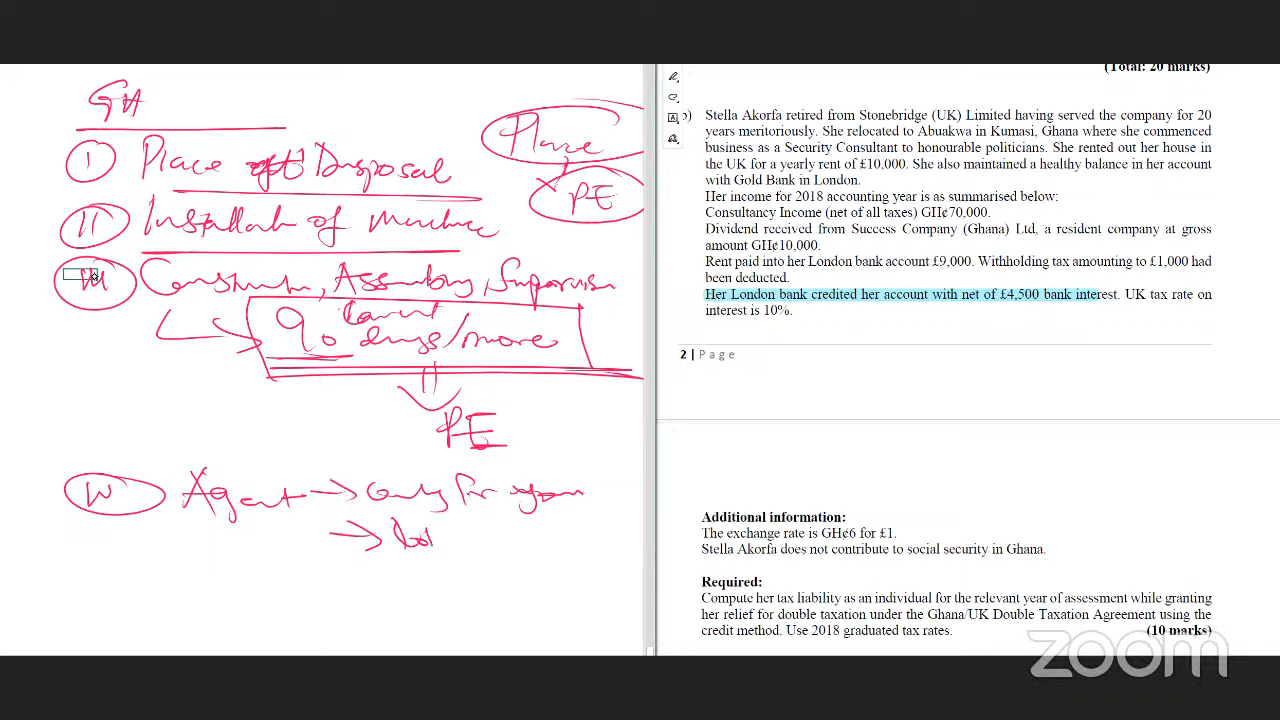 GH
I Place of Disposal
II Installat of Machine
III Construct, Assembly, Supervision
90 days/more
PE
IV Agent → only for
→
Place
PE
(Total: 20 marks)
Stella Akorfa retired from Stonebridge (UK) Limited having served the company for 20
years meritoriously. She relocated to Abuakwa in Kumasi, Ghana where she commenced
business as a Security Consultant to honourable politicians. She rented out her house in
the UK for a yearly rent of £10,000. She also maintained a healthy balance in her account
with Gold Bank in London.
Her income for 2018 accounting year is as summarised below:
Consultancy Income (net of all taxes) GH¢70,000.
Dividend received from Success Company (Ghana) Ltd, a resident company at gross
amount GH¢10,000.
Rent paid into her London bank account £9,000. Withholding tax amounting to £1,000 had
been deducted.
Her London bank credited her account with net of £4,500 bank interest. UK tax rate on
interest is 10%.
2 | Page
Additional information:
The exchange rate is GH¢6 for £1.
Stella Akorfa does not contribute to social security in Ghana.
Required:
Compute her tax liability as an individual for the relevant year of assessment while granting
her relief for double taxation under the Ghana/UK Double Taxation Agreement using the
credit method. Use 2018 graduated tax rates. (10 marks)
zoom